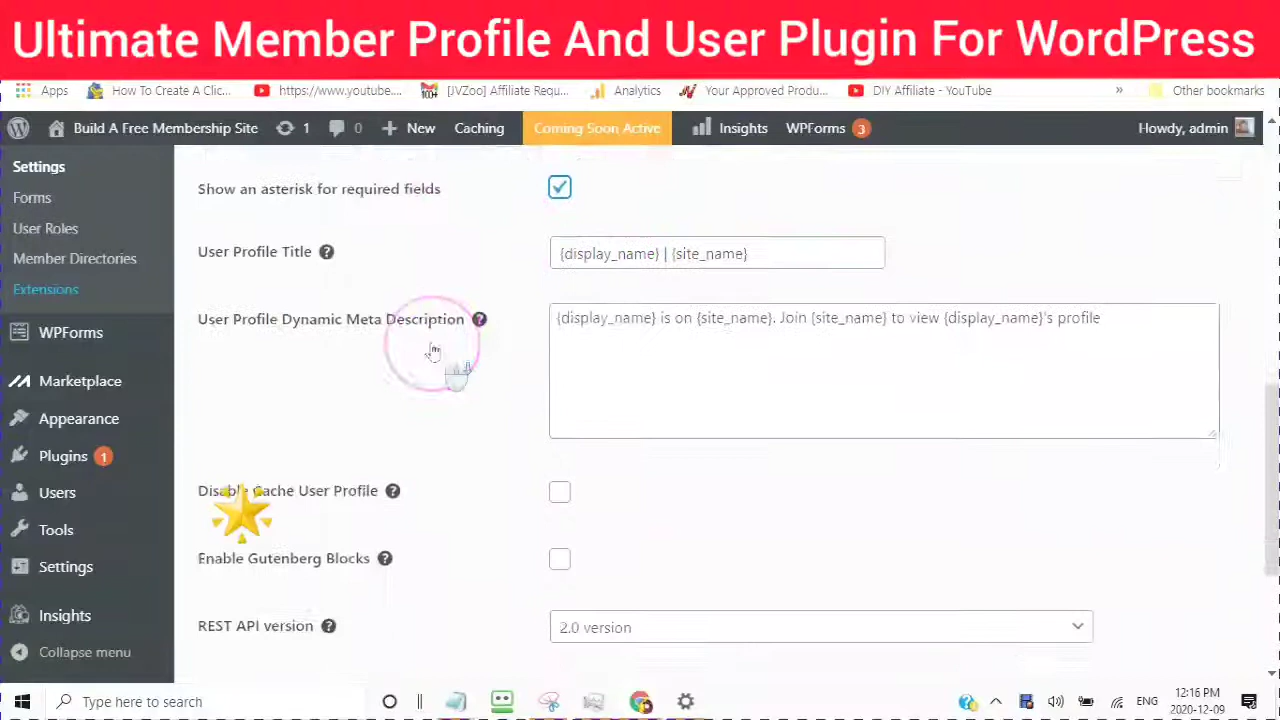 Ultimate Member Profile And User Plugin For WordPress
Apps How To Create A Clic... https://www.youtube.... [JVZoo] Affiliate Requ... Analytics Your Approved Produ... DIY Affiliate - YouTube » Other bookmarks
Build A Free Membership Site 1 0 New Caching Coming Soon Active Insights WPForms 3 Howdy, admin
Settings
Forms
User Roles
Member Directories
Extensions
WPForms
Marketplace
Appearance
Plugins 1
Users
Tools
Settings
Insights
Collapse menu
Show an asterisk for required fields
User Profile Title ? {display_name} | {site_name}
User Profile Dynamic Meta Description ? {display_name} is on {site_name}. Join {site_name} to view {display_name}'s profile
Disable Cache User Profile ?
Enable Gutenberg Blocks ?
REST API version ? 2.0 version
Type here to search ENG 12:16 PM
2020-12-09